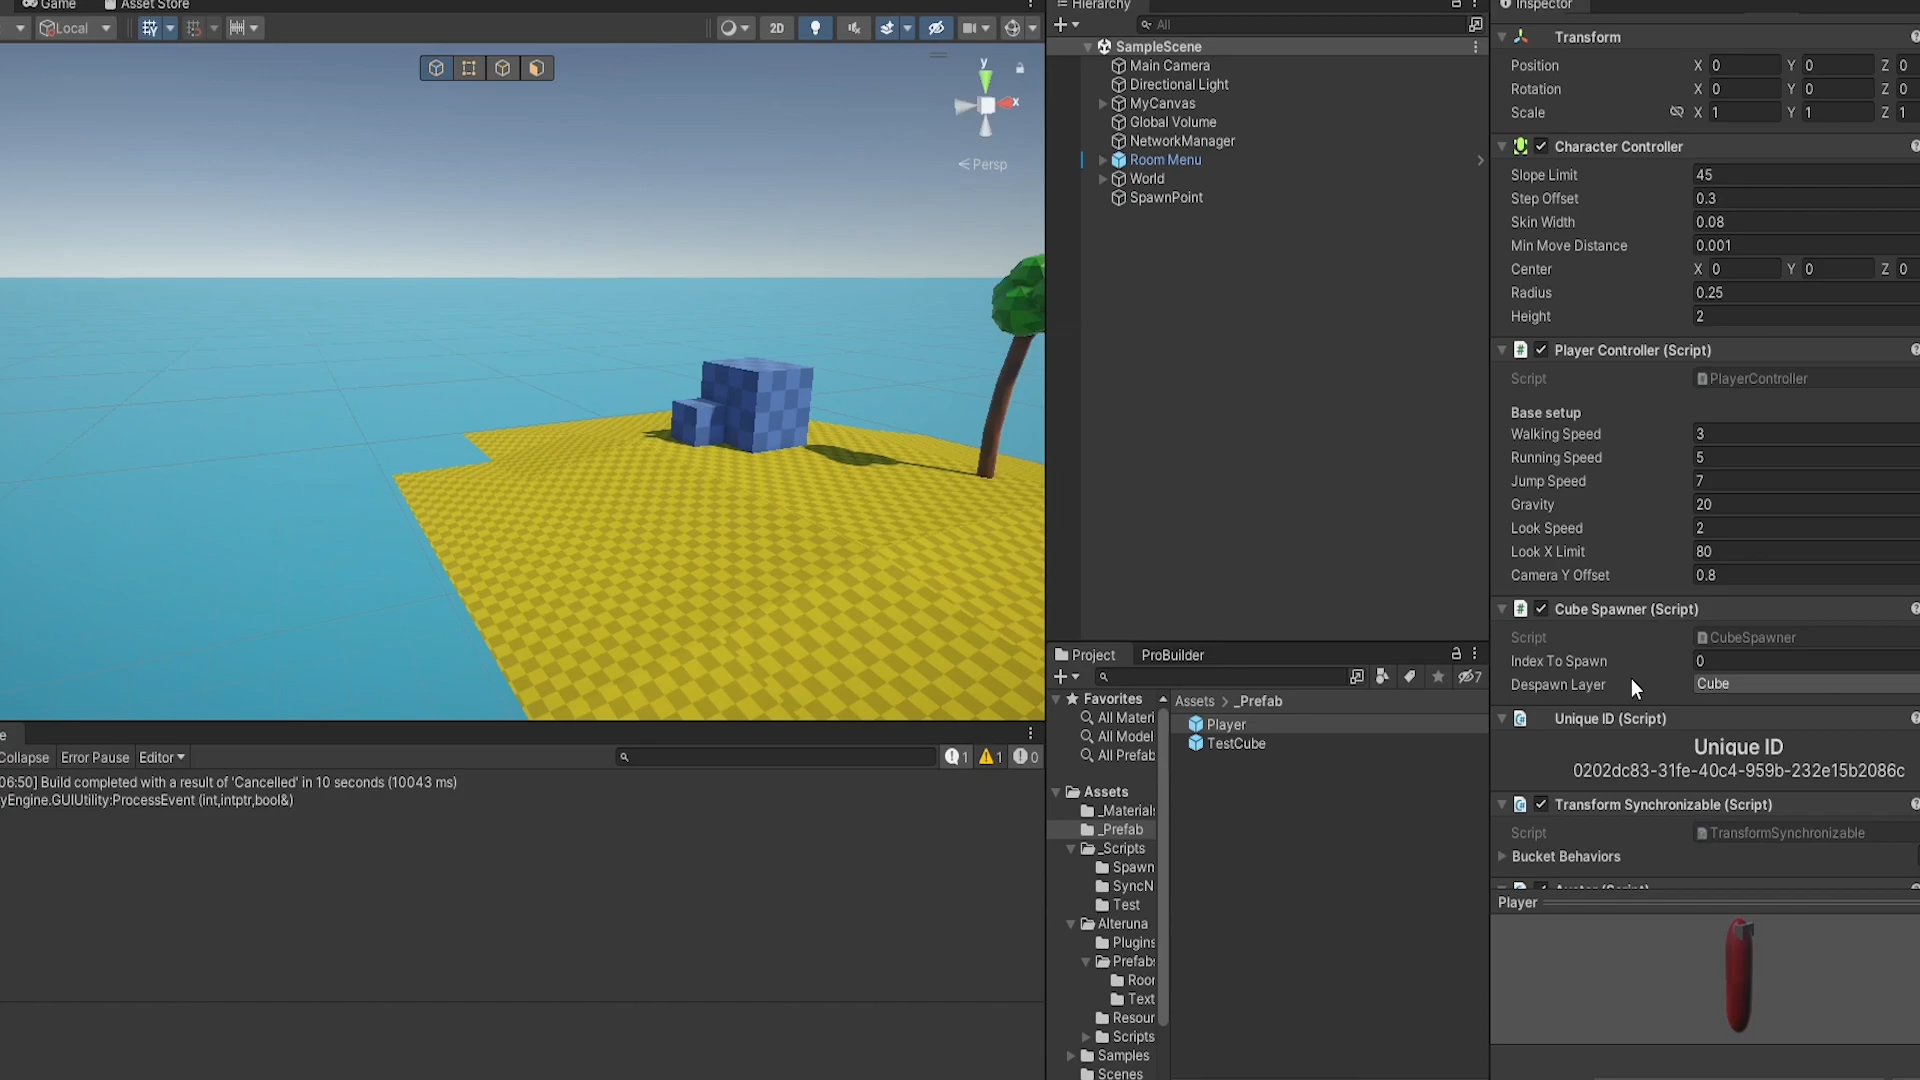 Game
Asset Store
Local
2D
y
x
Persp
Collapse
Error Pause
Editor
1
1
0
06:50] Build completed with a result of 'Cancelled' in 10 seconds (10043 ms)
yEngine.GUIUtility:ProcessEvent (int,intptr,bool&)
Hierarchy
All
SampleScene
Main Camera
Directional Light
MyCanvas
Global Volume
NetworkManager
Room Menu
World
SpawnPoint
Project
ProBuilder
7
Favorites
All Materi
All Model
All Prefab
Assets
_Material
_Prefab
_Scripts
Spawn
SyncN
Test
Alteruna
Plugins
Prefab
Roor
Text
Resour
Scripts
Samples
Scenes
Assets > _Prefab
Player
TestCube
Inspector
Transform
Position X 0 Y 0 Z 0
Rotation X 0 Y 0 Z 0
Scale X 1 Y 1 Z 1
Character Controller
Slope Limit 45
Step Offset 0.3
Skin Width 0.08
Min Move Distance 0.001
Center X 0 Y 0 Z 0
Radius 0.25
Height 2
Player Controller (Script)
Script PlayerController
Base setup
Walking Speed 3
Running Speed 5
Jump Speed 7
Gravity 20
Look Speed 2
Look X Limit 80
Camera Y Offset 0.8
Cube Spawner (Script)
Script CubeSpawner
Index To Spawn 0
Despawn Layer Cube
Unique ID (Script)
Unique ID
0202dc83-31fe-40c4-959b-232e15b2086c
Transform Synchronizable (Script)
Script TransformSynchronizable
Bucket Behaviors
Avatar (Script)
Player